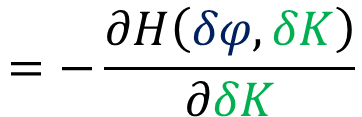 = − ∂H(δφ, δK) / ∂δK